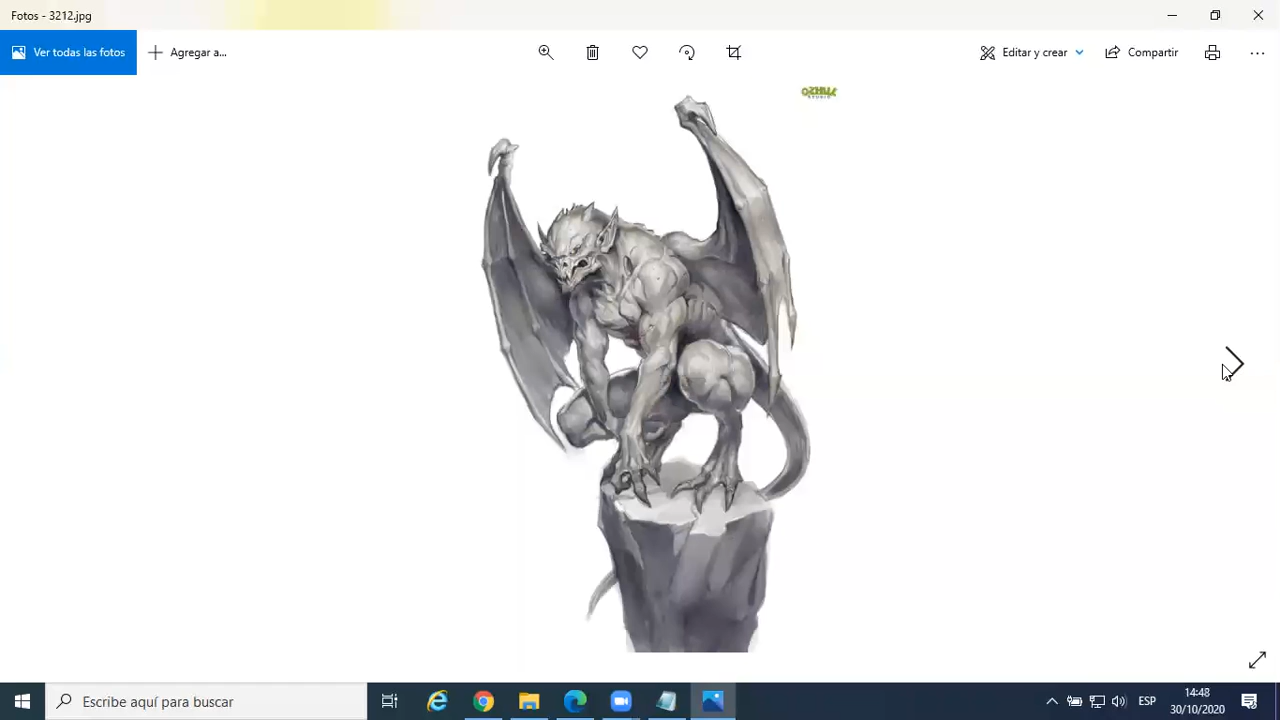 Fotos - 3212.jpg
Ver todas las fotos
Agregar a...
Editar y crear
Compartir
Escribe aquí para buscar
ESP
14:48
30/10/2020